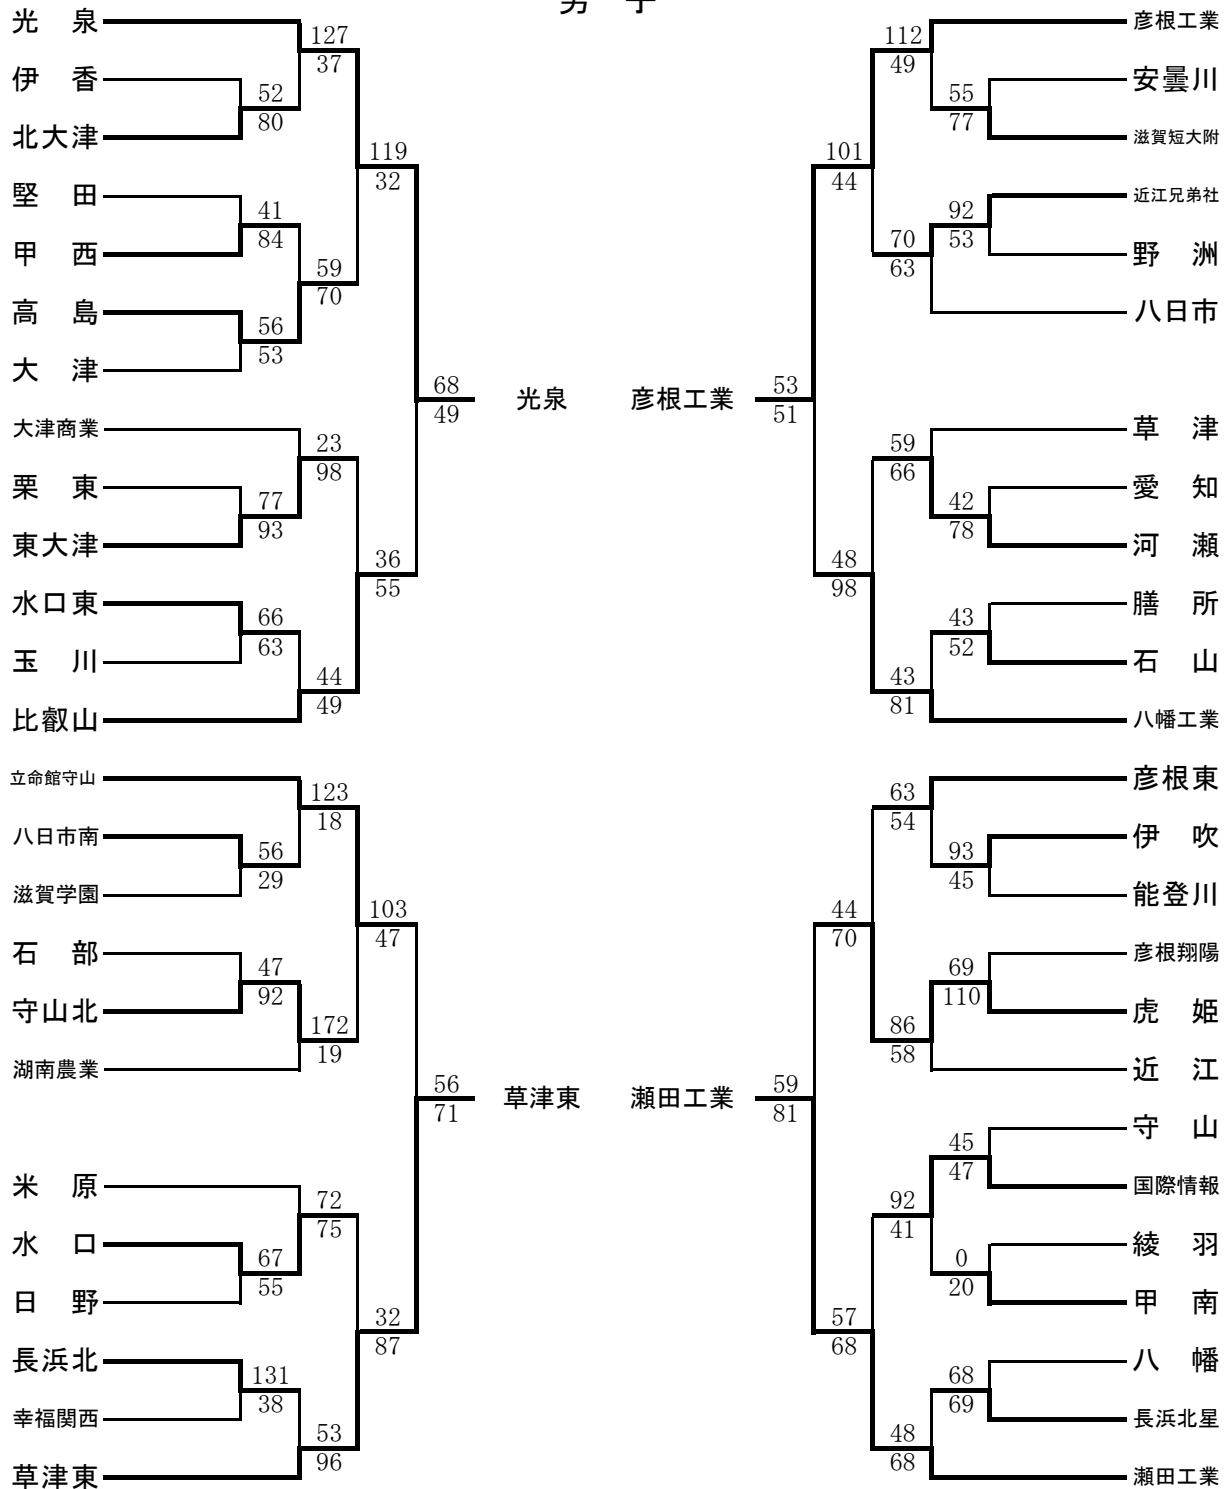 男　子
光　泉
127
37
伊　香
52
80
北大津
119
32
堅　田
41
84
甲　西
59
70
高　島
56
53
大　津
68
49
光泉
大津商業
23
98
栗　東
77
93
東大津
36
55
水口東
66
63
玉　川
44
49
比叡山
立命館守山
123
18
八日市南
56
29
滋賀学園
103
47
石　部
47
92
守山北
172
19
湖南農業
56
71
草津東
米　原
72
75
水　口
67
55
日　野
32
87
長浜北
131
38
幸福関西
53
96
草津東
彦根工業
112
49
安曇川
55
77
滋賀短大附
101
44
近江兄弟社
92
53
野　洲
70
63
八日市
彦根工業
53
51
草　津
59
66
愛　知
42
78
河　瀬
48
98
膳　所
43
52
石　山
43
81
八幡工業
彦根東
63
54
伊　吹
93
45
能登川
44
70
彦根翔陽
69
110
虎　姫
86
58
近　江
瀬田工業
59
81
守　山
45
47
国際情報
92
41
綾　羽
0
20
甲　南
57
68
八　幡
68
69
長浜北星
48
68
瀬田工業